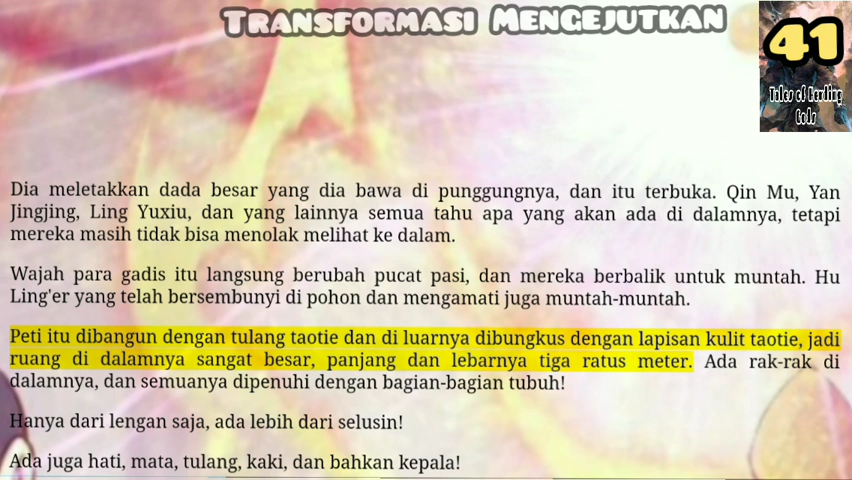 TRANSFORMASI MENGEJUTKAN
41
Tales of Herding
Gods
Dia meletakkan dada besar yang dia bawa di punggungnya, dan itu terbuka. Qin Mu, Yan
Jingjing, Ling Yuxiu, dan yang lainnya semua tahu apa yang akan ada di dalamnya, tetapi
mereka masih tidak bisa menolak melihat ke dalam.
Wajah para gadis itu langsung berubah pucat pasi, dan mereka berbalik untuk muntah. Hu
Ling'er yang telah bersembunyi di pohon dan mengamati juga muntah-muntah.
Peti itu dibangun dengan tulang taotie dan di luarnya dibungkus dengan lapisan kulit taotie, jadi
ruang di dalamnya sangat besar, panjang dan lebarnya tiga ratus meter. Ada rak-rak di
dalamnya, dan semuanya dipenuhi dengan bagian-bagian tubuh!
Hanya dari lengan saja, ada lebih dari selusin!
Ada juga hati, mata, tulang, kaki, dan bahkan kepala!